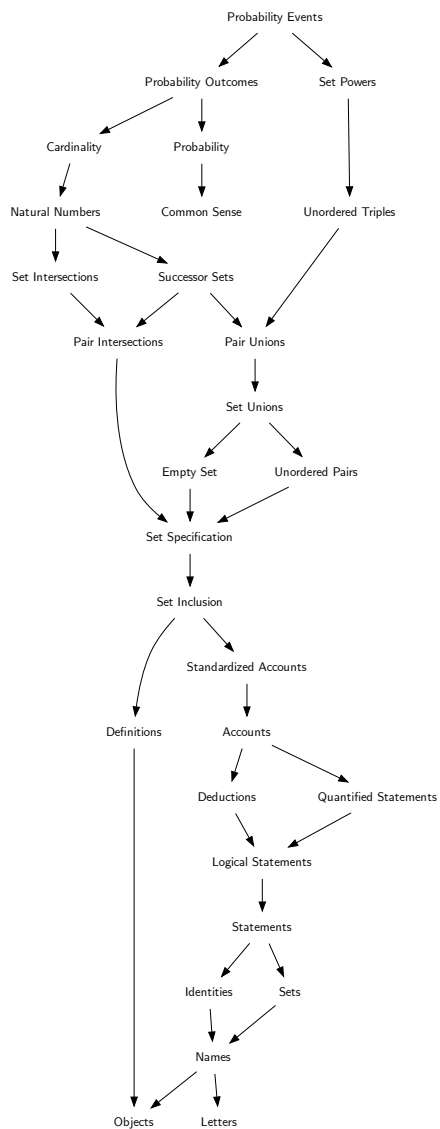 Probability Events
Probability Outcomes
Set Powers
Cardinality
Probability
Natural Numbers
Common Sense
Unordered Triples
Set Intersections
Successor Sets
Pair Intersections
Pair Unions
Set Unions
Empty Set
Unordered Pairs
Set Specification
Set Inclusion
Standardized Accounts
Definitions
Accounts
Deductions
Quantified Statements
Logical Statements
Statements
Identities
Sets
Names
Objects
Letters